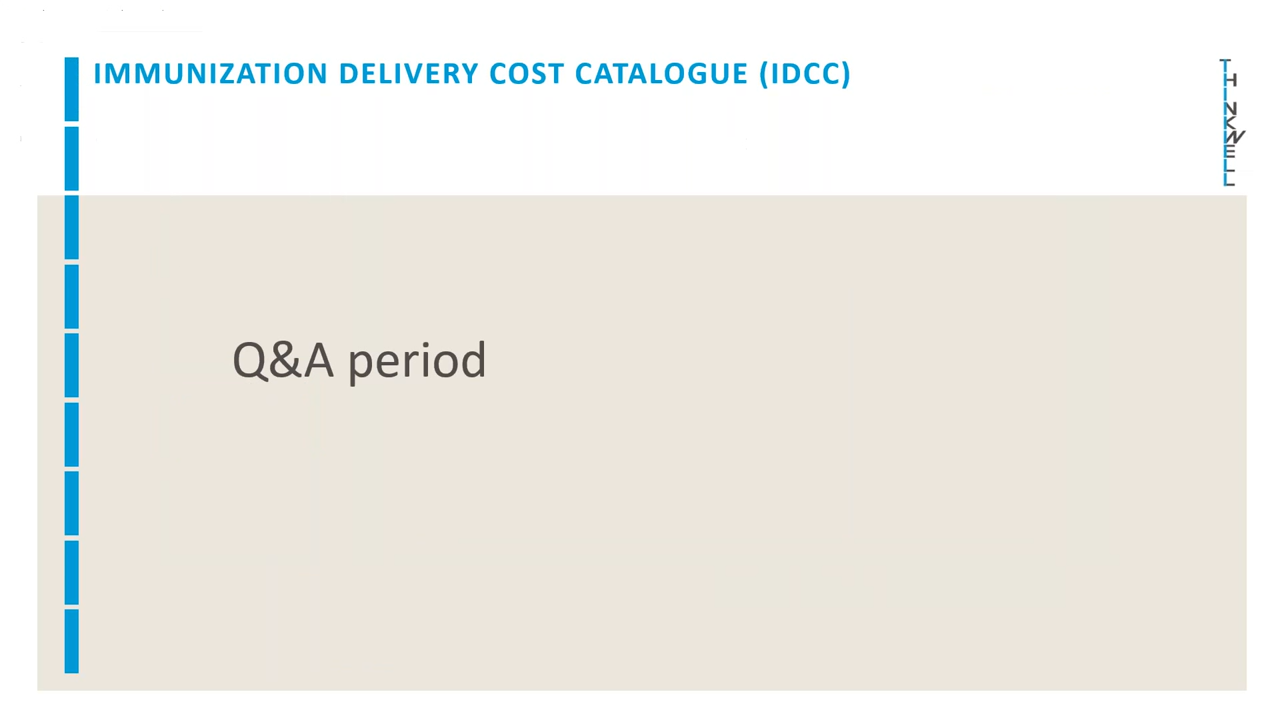 IMMUNIZATION DELIVERY COST CATALOGUE (IDCC)
THINKWELL
Q&A period